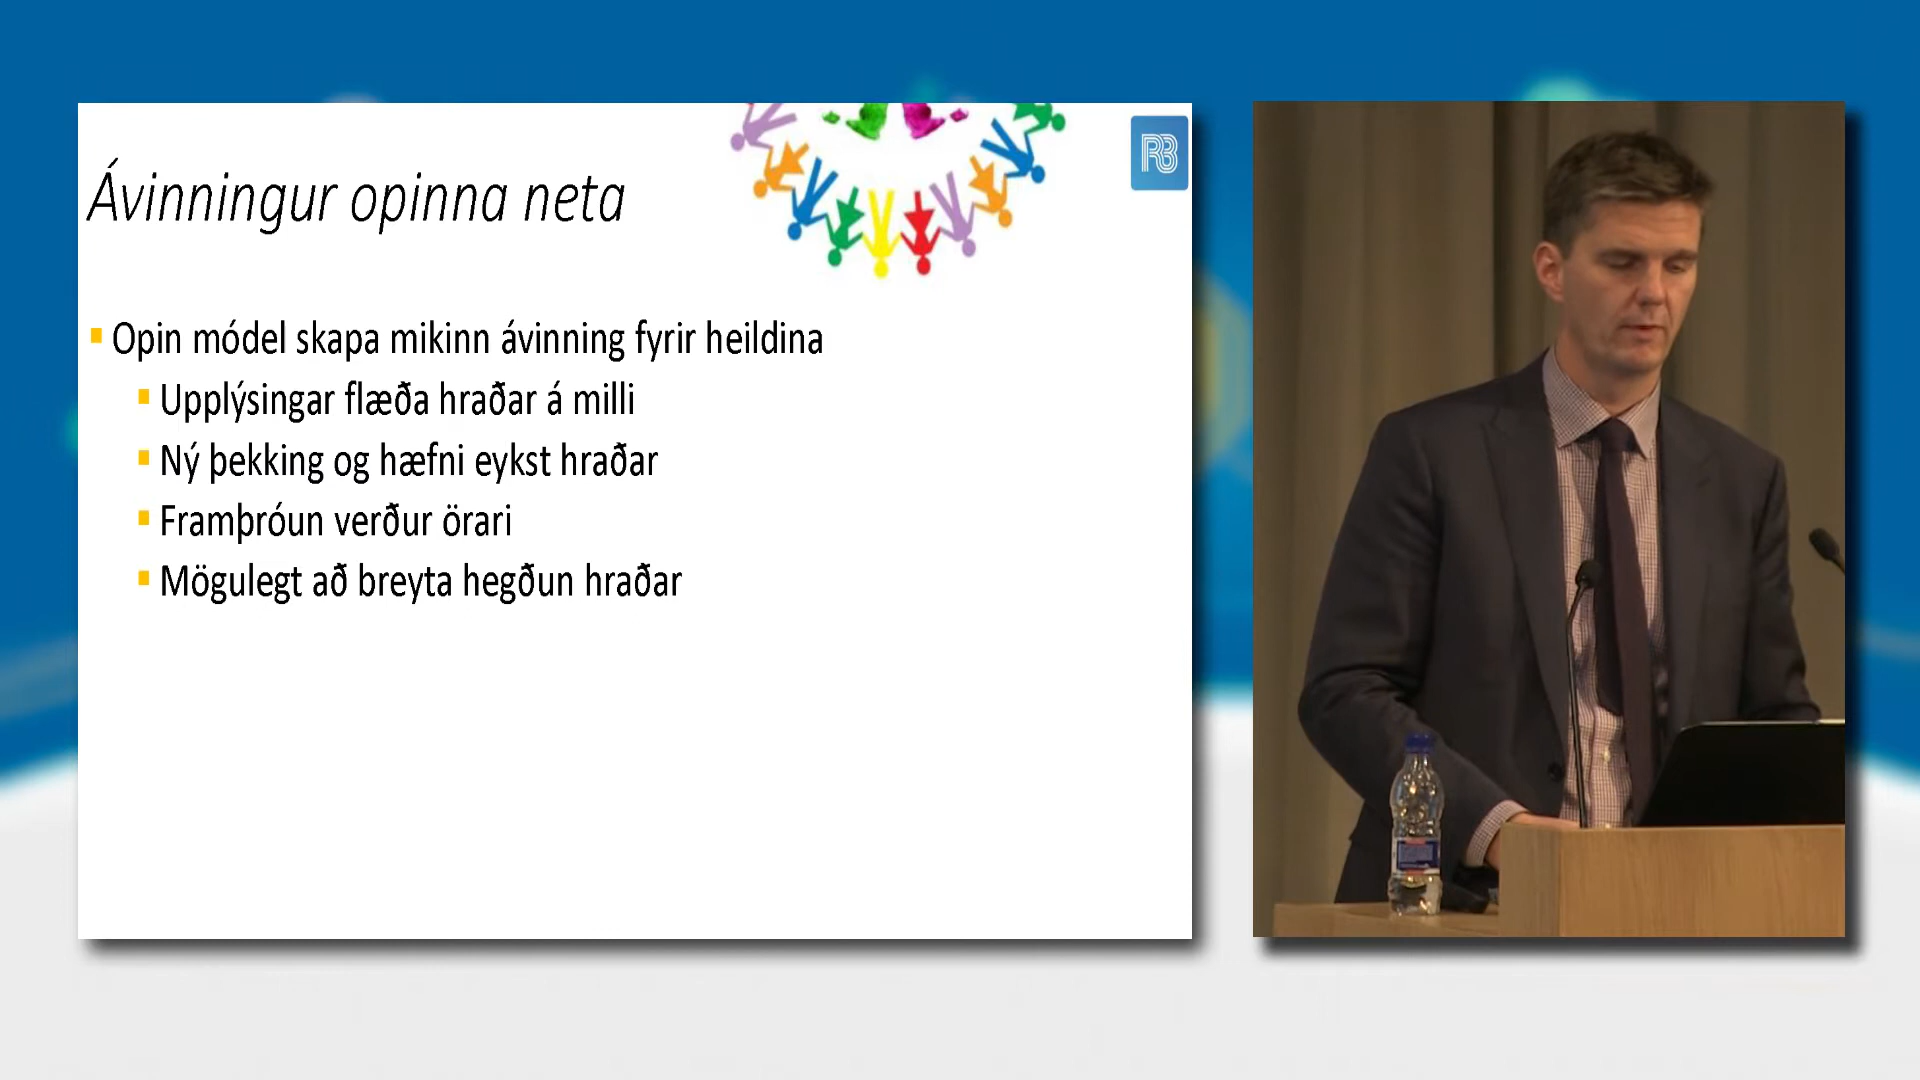 Ávinningur opinna neta
RB
Opin módel skapa mikinn ávinning fyrir heildina
Upplýsingar flæða hraðar á milli
Ný þekking og hæfni eykst hraðar
Framþróun verður örari
Mögulegt að breyta hegðun hraðar